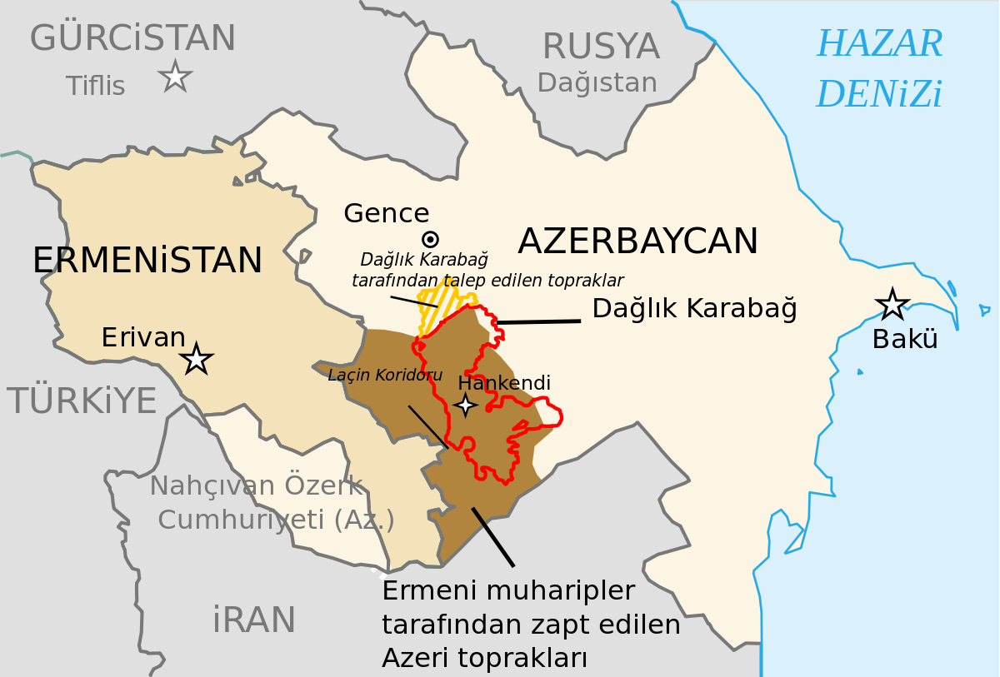 GÜRCiSTAN
Tiflis
RUSYA
Dağıstan
HAZAR
DENiZi
Gence
AZERBAYCAN
ERMENiSTAN
Dağlık Karabağ
tarafından talep edilen topraklar
Dağlık Karabağ
Erivan
Bakü
Laçin Koridoru
Hankendi
TÜRKiYE
Nahçıvan Özerk
Cumhuriyeti (Az.)
iRAN
Ermeni muharipler
tarafından zapt edilen
Azeri toprakları